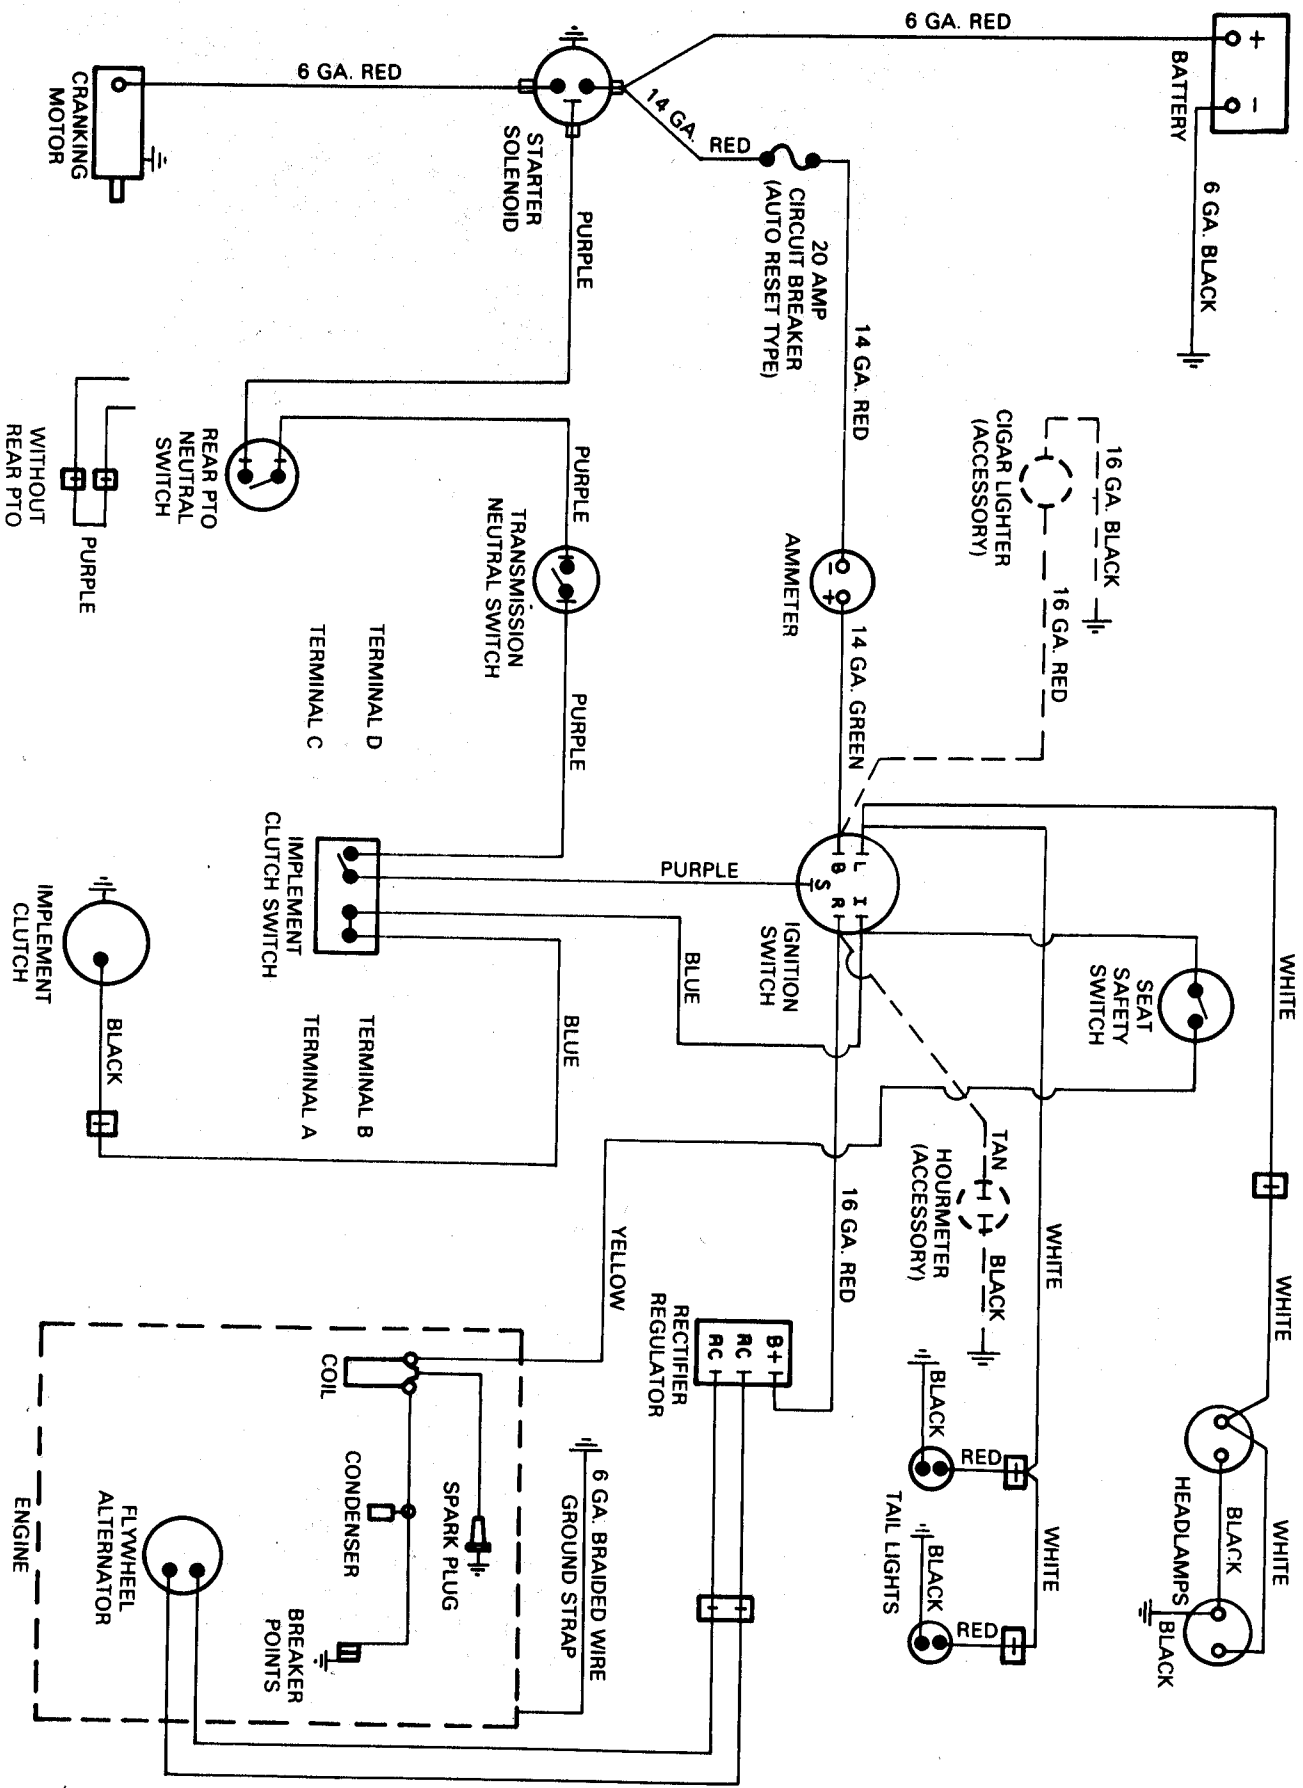 6 GA. RED
+
-
BATTERY
6 GA. BLACK
6 GA. RED
CRANKING
MOTOR
STARTER
SOLENOID
14 GA.
RED
20 AMP
CIRCUIT BREAKER
(AUTO RESET TYPE)
PURPLE
14 GA. RED
16 GA. BLACK
CIGAR LIGHTER
(ACCESSORY)
16 GA. RED
AMMETER
-
+
14 GA. GREEN
WITHOUT
REAR PTO
PURPLE
REAR PTO
NEUTRAL
SWITCH
PURPLE
TRANSMISSION
NEUTRAL SWITCH
PURPLE
TERMINAL D
TERMINAL C
IMPLEMENT
CLUTCH SWITCH
PURPLE
B
L
S
R
I
IGNITION
SWITCH
BLUE
BLUE
TERMINAL B
TERMINAL A
IMPLEMENT
CLUTCH
BLACK
SEAT
SAFETY
SWITCH
WHITE
TAN
HOURMETER
(ACCESSORY)
BLACK
WHITE
WHITE
16 GA. RED
YELLOW
RECTIFIER
REGULATOR
B+
AC
AC
BLACK
RED
TAIL LIGHTS
BLACK
RED
WHITE
HEADLAMPS
BLACK
WHITE
BLACK
COIL
CONDENSER
SPARK PLUG
6 GA. BRAIDED WIRE
GROUND STRAP
BREAKER
POINTS
FLYWHEEL
ALTERNATOR
ENGINE